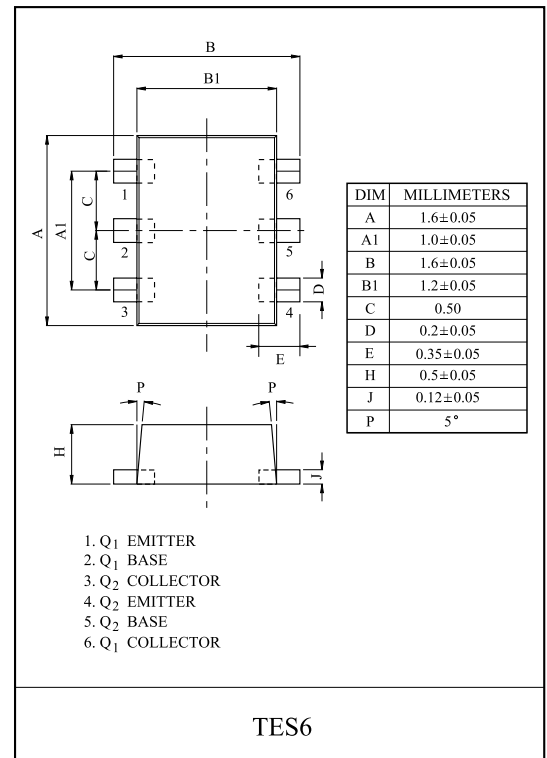 B
B1
A
A1
C
C
1
2
3
6
5
4
D
E
P
P
H
J
DIM MILLIMETERS
A 1.6±0.05
A1 1.0±0.05
B 1.6±0.05
B1 1.2±0.05
C 0.50
D 0.2±0.05
E 0.35±0.05
H 0.5±0.05
J 0.12±0.05
P 5°
1. Q1 EMITTER
2. Q1 BASE
3. Q2 COLLECTOR
4. Q2 EMITTER
5. Q2 BASE
6. Q1 COLLECTOR
TES6